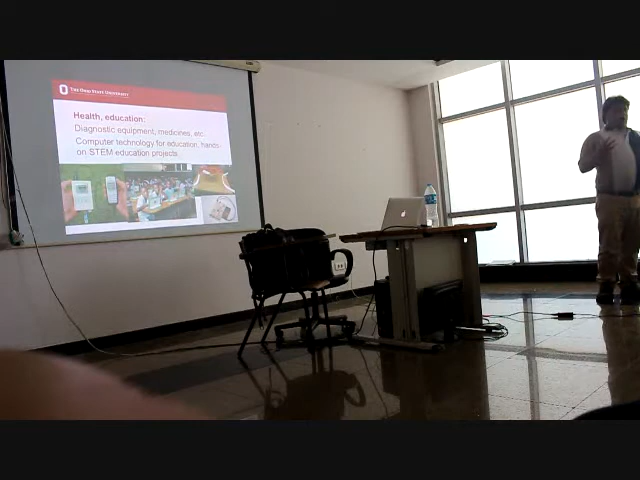 THE OHIO STATE UNIVERSITY
Health, education:
Diagnostic equipment, medicines, etc.
Computer technology for education, hands-
on STEM education projects